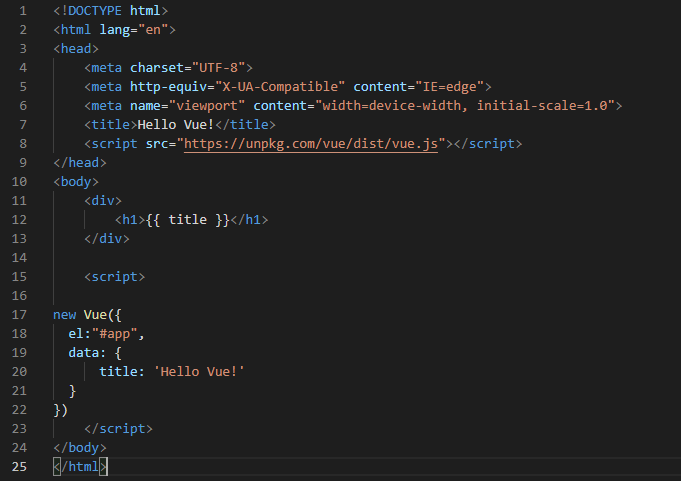 1 <!DOCTYPE html>
2 <html lang="en">
3 <head>
4 <meta charset="UTF-8">
5 <meta http-equiv="X-UA-Compatible" content="IE=edge">
6 <meta name="viewport" content="width=device-width, initial-scale=1.0">
7 <title>Hello Vue!</title>
8 <script src="https://unpkg.com/vue/dist/vue.js"></script>
9 </head>
10 <body>
11 <div>
12 <h1>{{ title }}</h1>
13 </div>
14
15 <script>
16
17 new Vue({
18 el:"#app",
19 data: {
20 title: 'Hello Vue!'
21 }
22 })
23 </script>
24 </body>
25 </html>